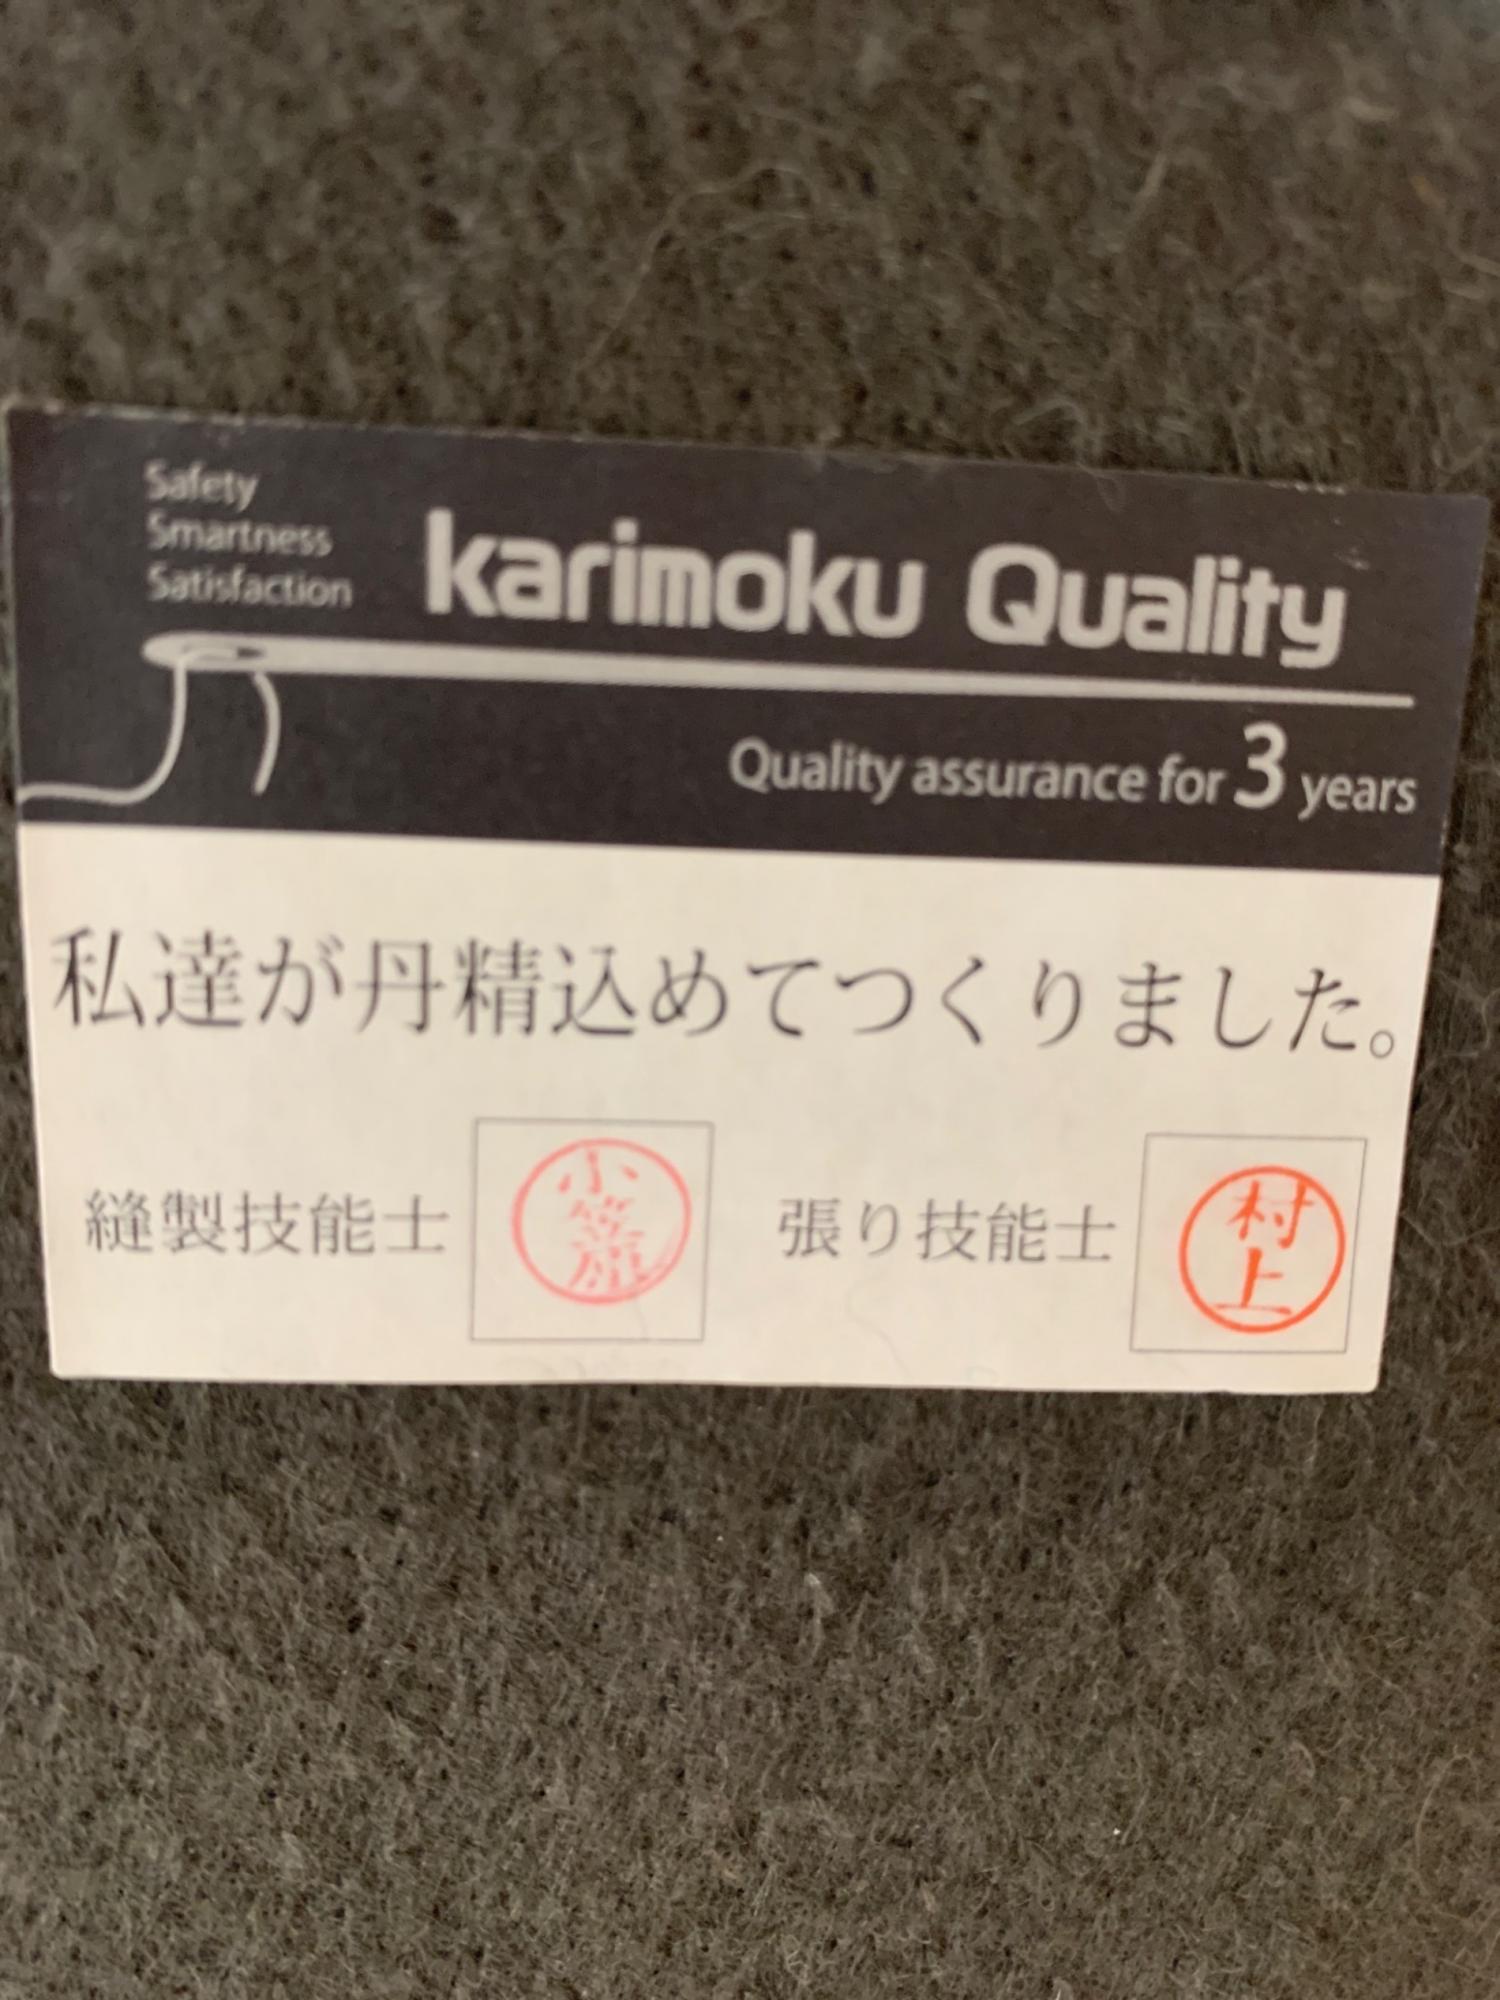 Safety
Smartness
Satisfaction
karimoku Quality
Quality assurance for 3 years
私達が丹精込めてつくりました。
縫製技能士
張り技能士
村上